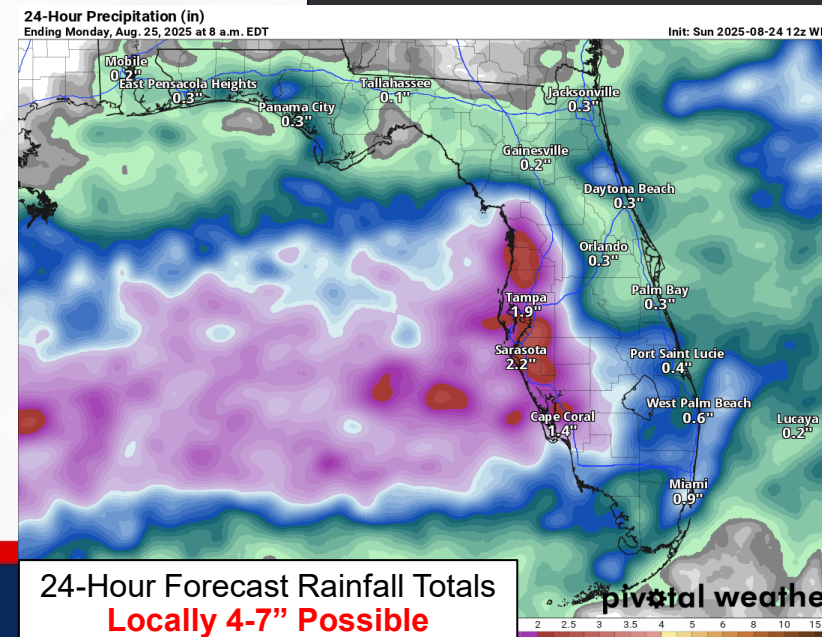 24-Hour Precipitation (in)
Ending Monday, Aug. 25, 2025 at 8 a.m. EDT
Init: Sun 2025-08-24 12z
Mobile
0.2"
East Pensacola Heights
0.3"
Panama City
0.3"
Tallahassee
0.1"
Jacksonville
0.3"
Gainesville
0.2"
Daytona Beach
0.3"
Orlando
0.3"
Palm Bay
0.3"
Tampa
1.9"
Sarasota
2.2"
Port Saint Lucie
0.4"
West Palm Beach
0.6"
Cape Coral
1.4"
Lucaya
0.2"
Miami
0.9"
24-Hour Forecast Rainfall Totals
Locally 4-7” Possible
pivotal weathe
2 2.5 3 3.5 4 5 6 8 10 15